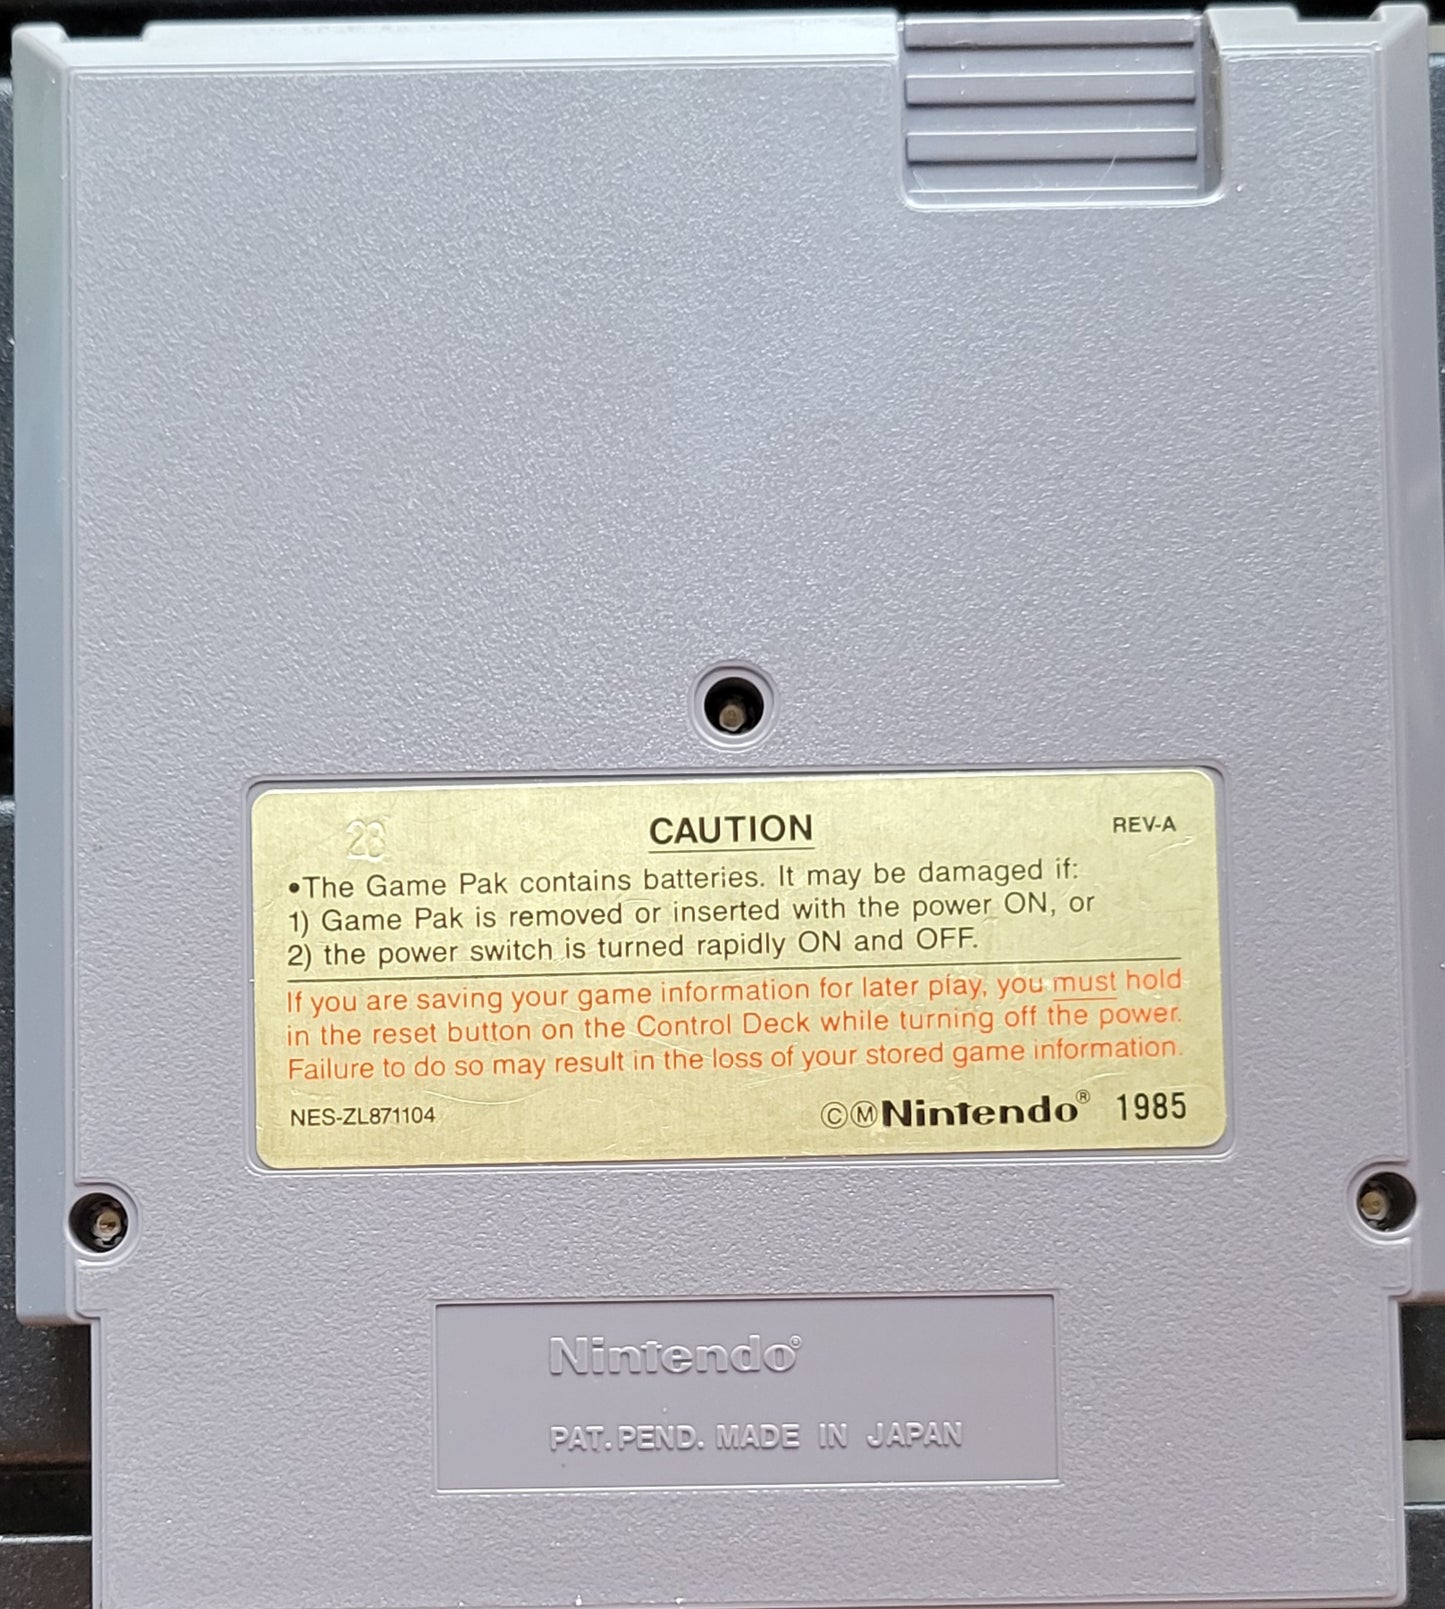 28
CAUTION REV-A
•The Game Pak contains batteries. It may be damaged if:
1) Game Pak is removed or inserted with the power ON, or
2) the power switch is turned rapidly ON and OFF.
If you are saving your game information for later play, you must hold
in the reset button on the Control Deck while turning off the power.
Failure to do so may result in the loss of your stored game information.
NES-ZL871104 ©ⓂNintendo® 1985
Nintendo®
PAT. PEND. MADE IN JAPAN